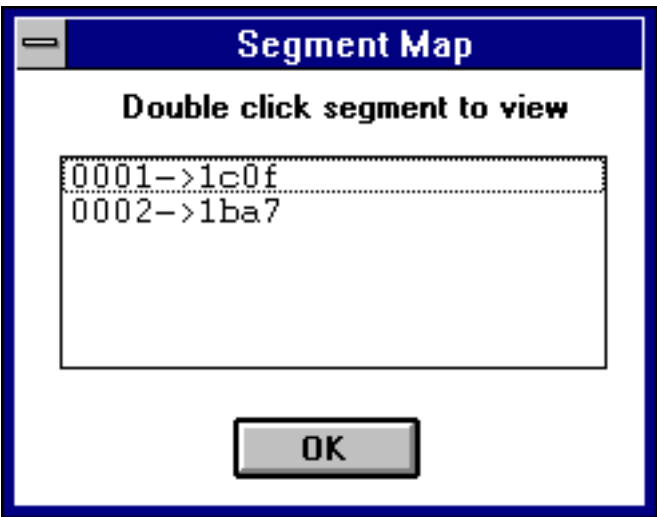 Segment Map
Double click segment to view
0001->1c0f
0002->1ba7
OK